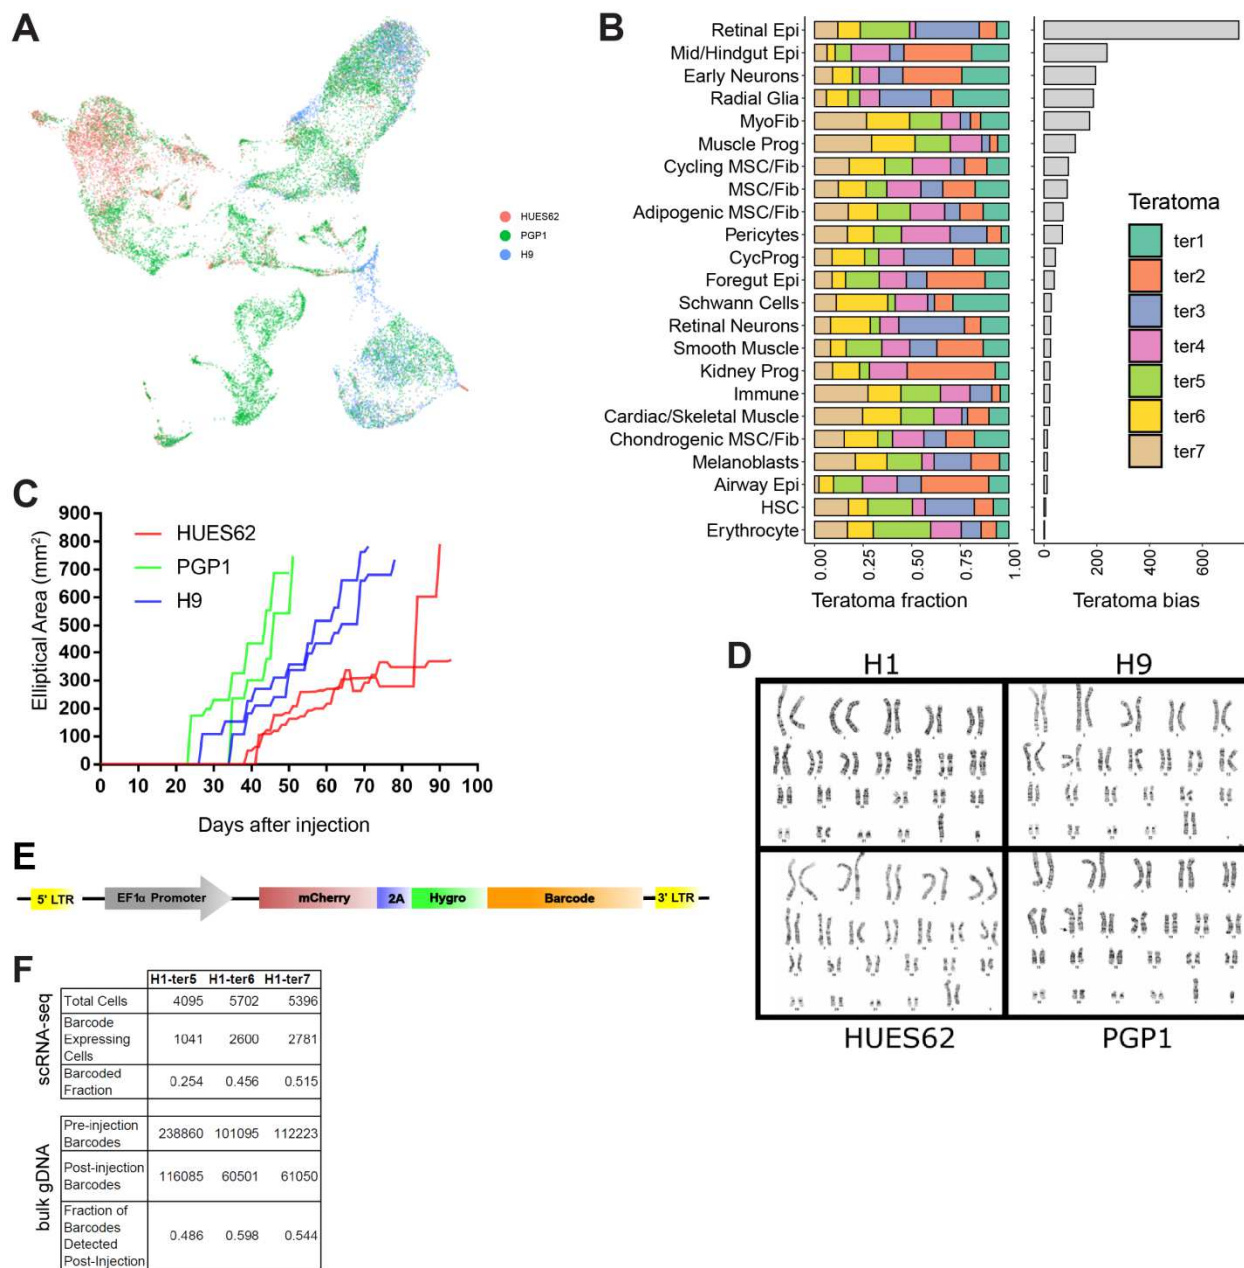 A
HUES62
PGP1
H9
B
Retinal Epi
Mid/Hindgut Epi
Early Neurons
Radial Glia
MyoFib
Muscle Prog
Cycling MSC/Fib
MSC/Fib
Adipogenic MSC/Fib
Pericytes
CycProg
Foregut Epi
Schwann Cells
Retinal Neurons
Smooth Muscle
Kidney Prog
Immune
Cardiac/Skeletal Muscle
Chondrogenic MSC/Fib
Melanoblasts
Airway Epi
HSC
Erythrocyte
0.00 0.25 0.50 0.75 1.00
Teratoma fraction
0 200 400 600
Teratoma bias
Teratoma
ter1
ter2
ter3
ter4
ter5
ter6
ter7
C
900
800
700
600
500
400
300
200
100
0
Elliptical Area (mm²)
HUES62
PGP1
H9
0 10 20 30 40 50 60 70 80 90 100
Days after injection
D
H1 H9
HUES62 PGP1
E
5' LTR EF1α Promoter mCherry 2A Hygro Barcode 3' LTR
F
H1-ter5 H1-ter6 H1-ter7
scRNA-seq
Total Cells 4095 5702 5396
Barcode
Expressing
Cells
1041 2600 2781
Barcoded
Fraction
0.254 0.456 0.515
bulk gDNA
Pre-injection
Barcodes
238860 101095 112223
Post-injection
Barcodes
116085 60501 61050
Fraction of
Barcodes
Detected
Post-Injection
0.486 0.598 0.544